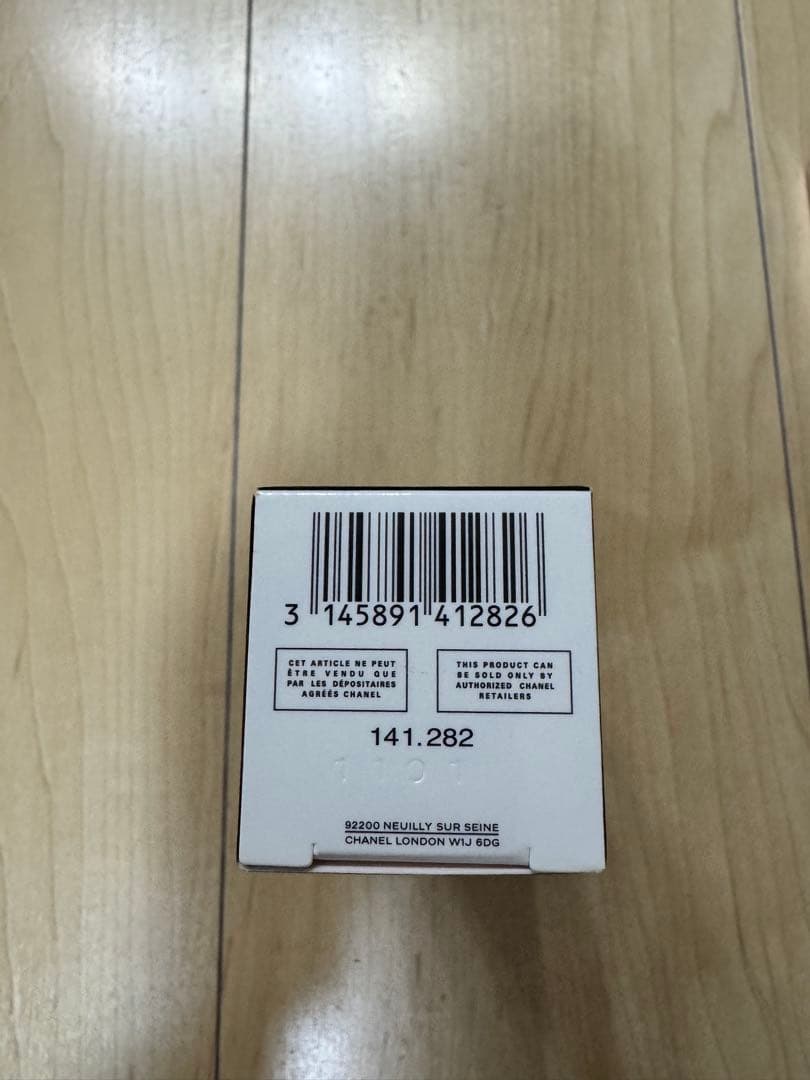 3 145891 412826
CET ARTICLE NE PEUT
ÊTRE VENDU QUE
PAR LES DÉPOSITAIRES
AGRÉÉS CHANEL
THIS PRODUCT CAN
BE SOLD ONLY BY
AUTHORIZED CHANEL
RETAILERS
141.282
92200 NEUILLY SUR SEINE
CHANEL LONDON W1J 6DG